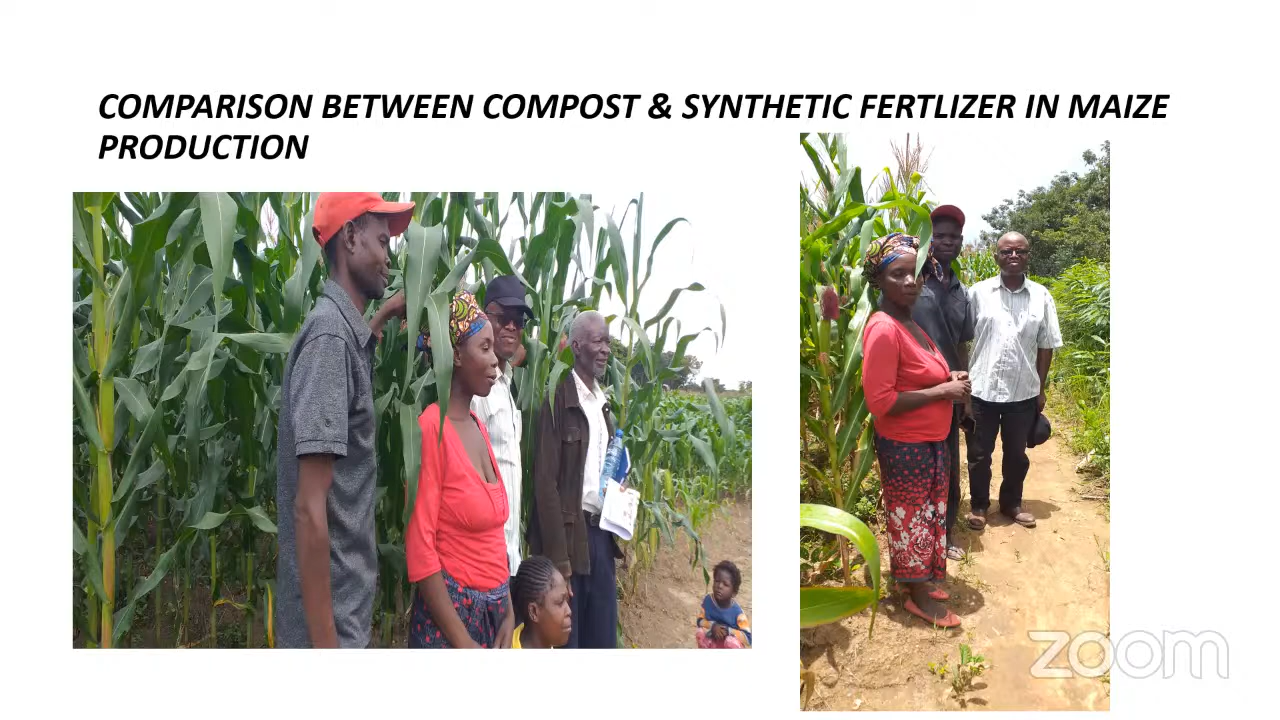 COMPARISON BETWEEN COMPOST & SYNTHETIC FERTLIZER IN MAIZE
PRODUCTION
zoom